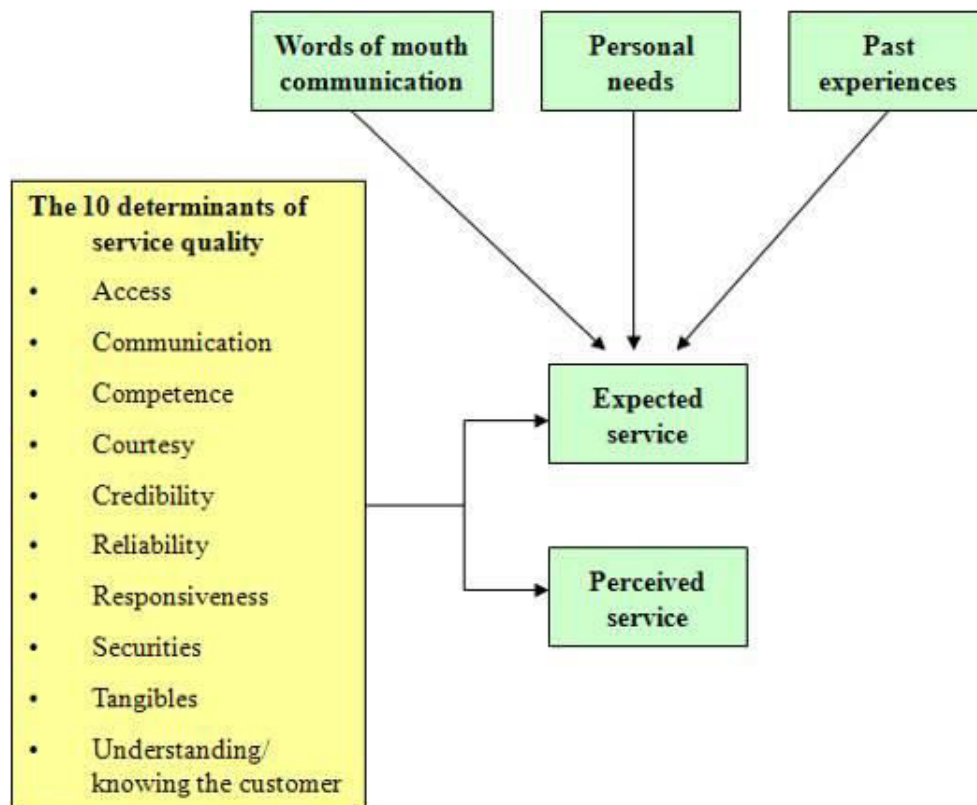 Words of mouth
communication
Personal
needs
Past
experiences
The 10 determinants of
service quality
• Access
• Communication
• Competence
• Courtesy
• Credibility
• Reliability
• Responsiveness
• Securities
• Tangibles
• Understanding/
knowing the customer
Expected
service
Perceived
service